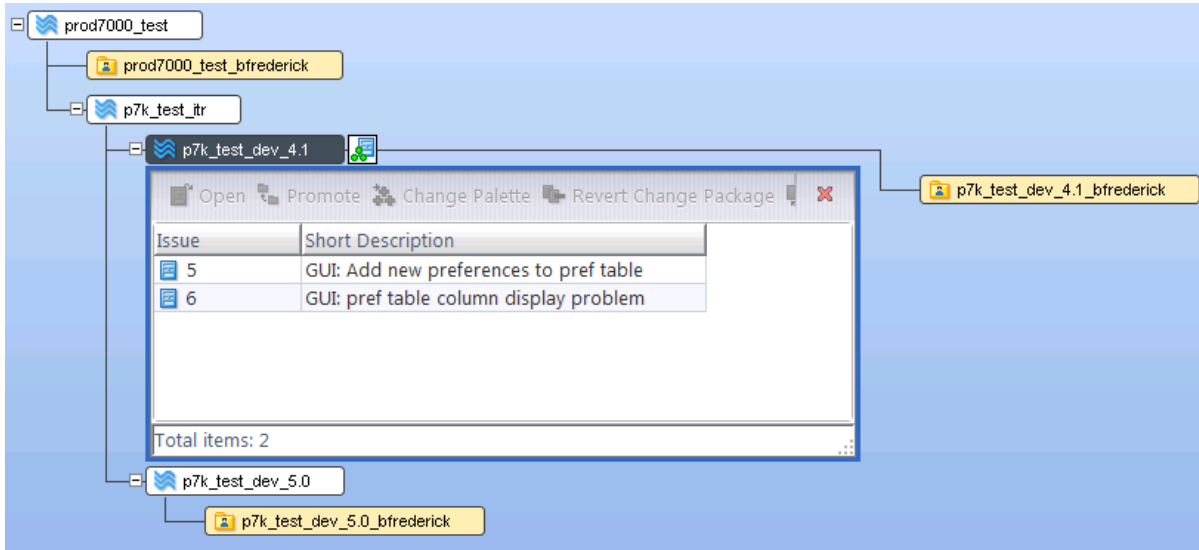 prod7000_test
prod7000_test_bfrederick
p7k_test_itr
p7k_test_dev_4.1
p7k_test_dev_4.1_bfrederick
Open Promote Change Palette Revert Change Package
Issue Short Description
5 GUI: Add new preferences to pref table
6 GUI: pref table column display problem
Total items: 2
p7k_test_dev_5.0
p7k_test_dev_5.0_bfrederick